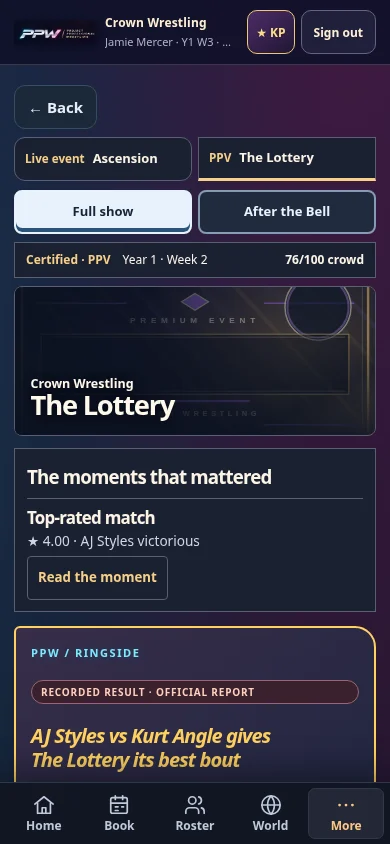 PPW PROJECT PROFESSIONAL WRESTLING
Crown Wrestling
Jamie Mercer · Y1 W3 · ...
★ KP
Sign out
← Back
Live event Ascension
PPV The Lottery
Full show
After the Bell
Certified · PPV Year 1 · Week 2 76/100 crowd
PREMIUM EVENT
Crown Wrestling
The Lottery
WRESTLING
The moments that mattered
Top-rated match
★ 4.00 · AJ Styles victorious
Read the moment
PPW / RINGSIDE
RECORDED RESULT · OFFICIAL REPORT
AJ Styles vs Kurt Angle gives
The Lottery its best bout
Home
Book
Roster
World
More